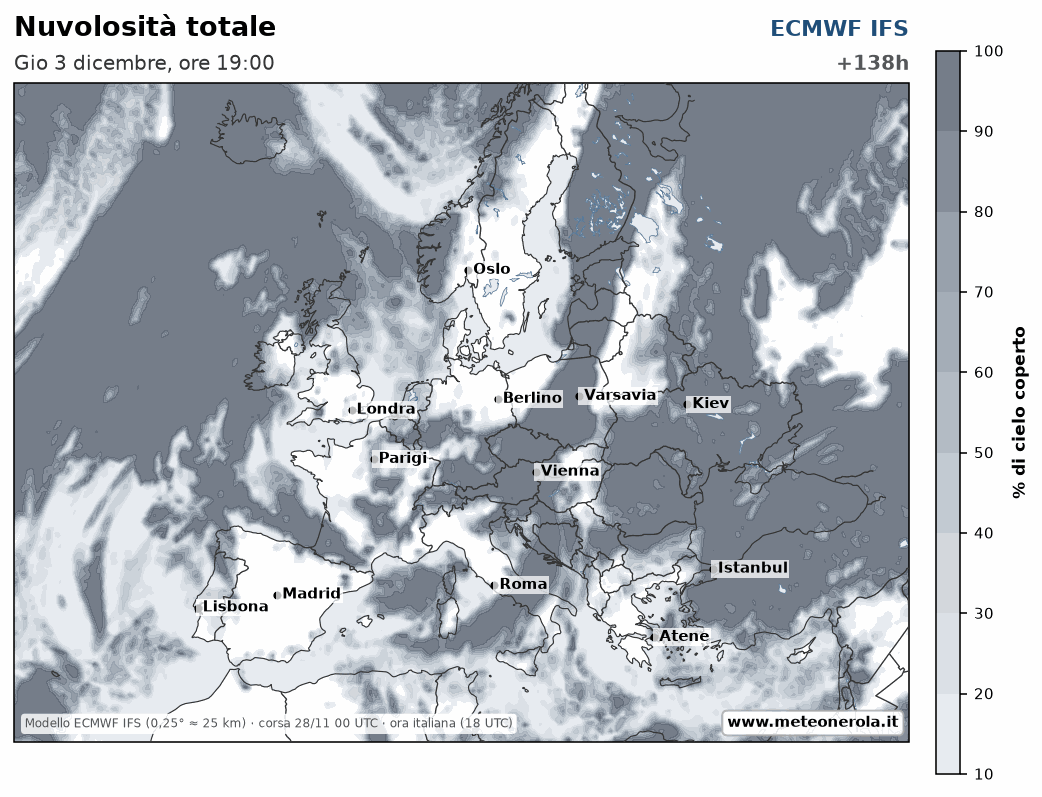 Nuvolosità totale
ECMWF IFS
Gio 3 dicembre, ore 19:00
+138h
100
90
80
70
60
50
40
30
20
10
% di cielo coperto
Oslo
Londra
Berlino
Varsavia
Kiev
Parigi
Vienna
Istanbul
Roma
Madrid
Lisbona
Atene
Modello ECMWF IFS (0,25° ≈ 25 km) · corsa 28/11 00 UTC · ora italiana (18 UTC)
www.meteonerola.it